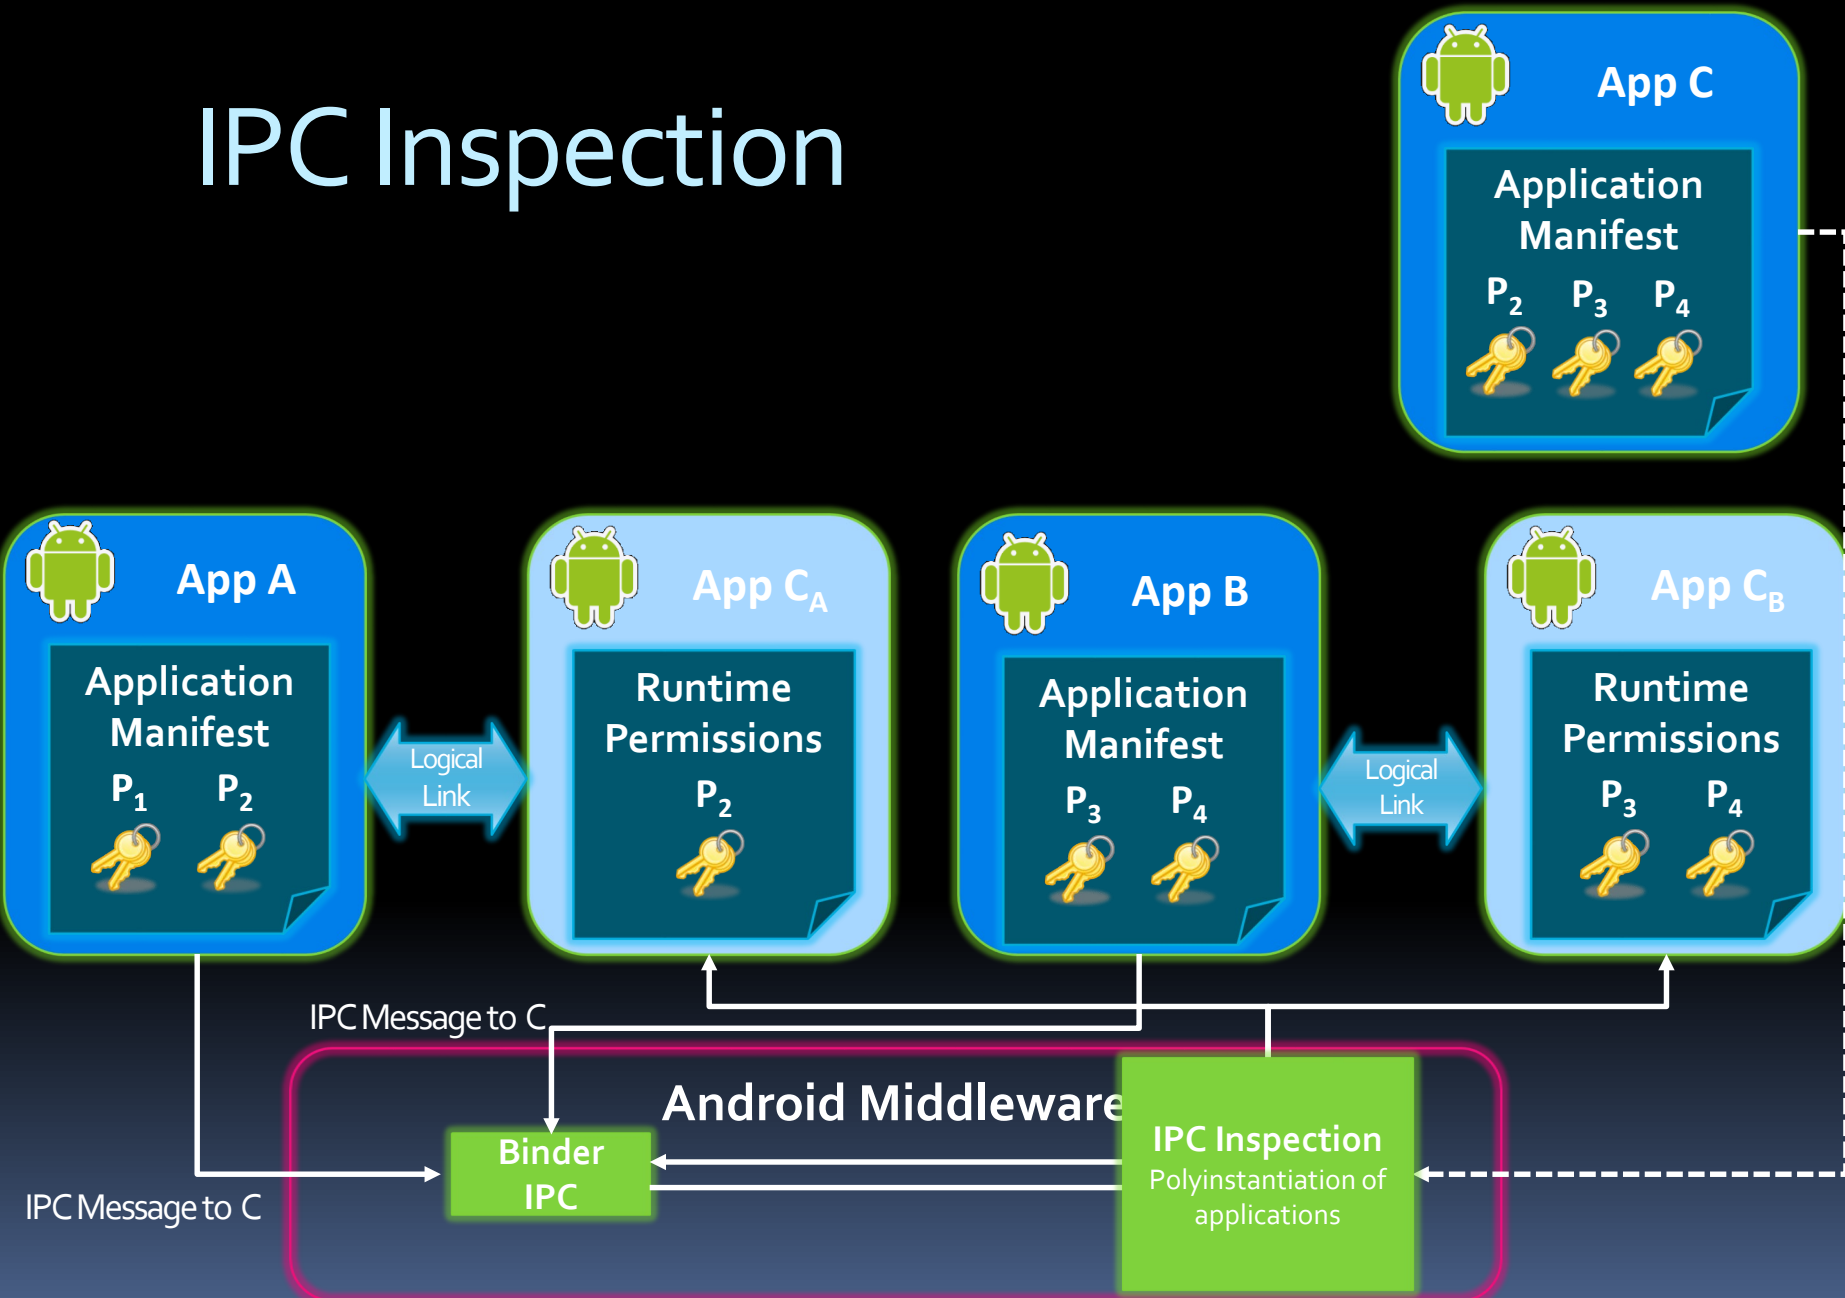 IPC Inspection
App C
Application
Manifest
P₂ P₃ P₄
App A
Application
Manifest
P₁ P₂
Logical
Link
App C_A
Runtime
Permissions
P₂
App B
Application
Manifest
P₃ P₄
Logical
Link
App C_B
Runtime
Permissions
P₃ P₄
IPC Message to C
IPC Message to C
Android Middleware
Binder
IPC
IPC Inspection
Polyinstantiation of
applications